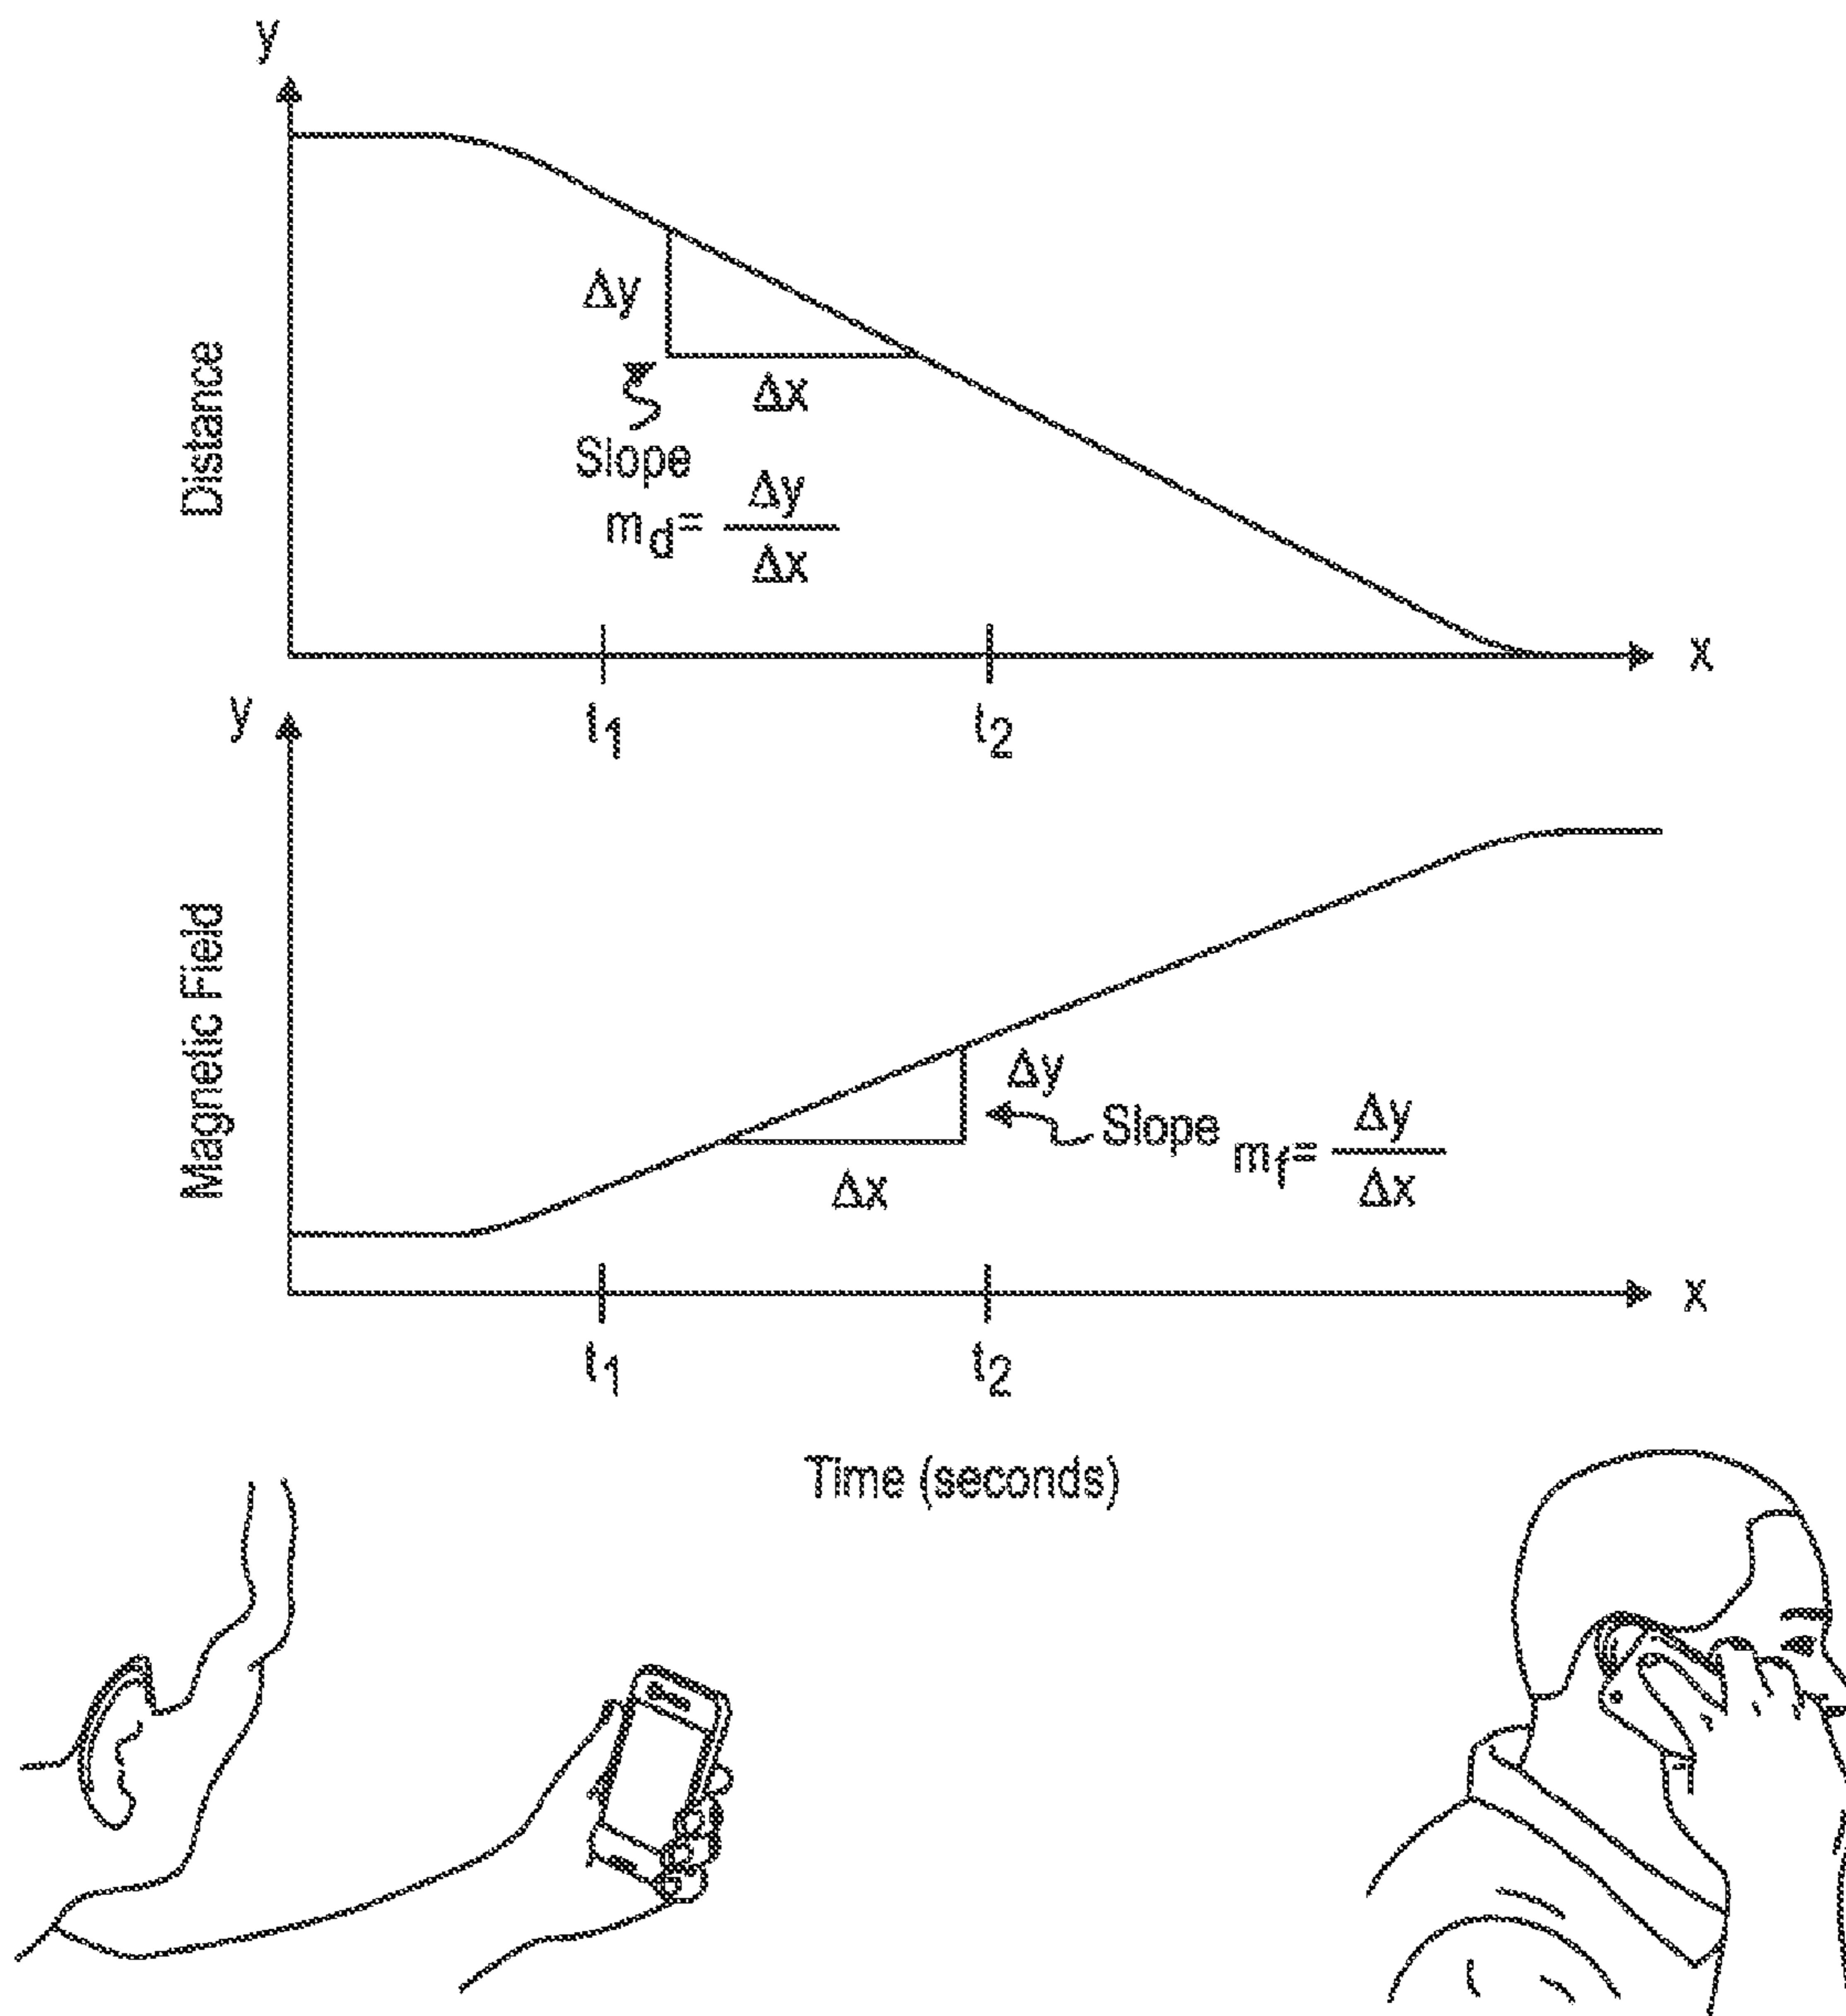 y
Distance
Δy
Δx
Slope
m_d = Δy/Δx
x
t1 t2
y
Magnetic Field
Δy
Slope m_f = Δy/Δx
Δx
x
t1 t2
Time (seconds)